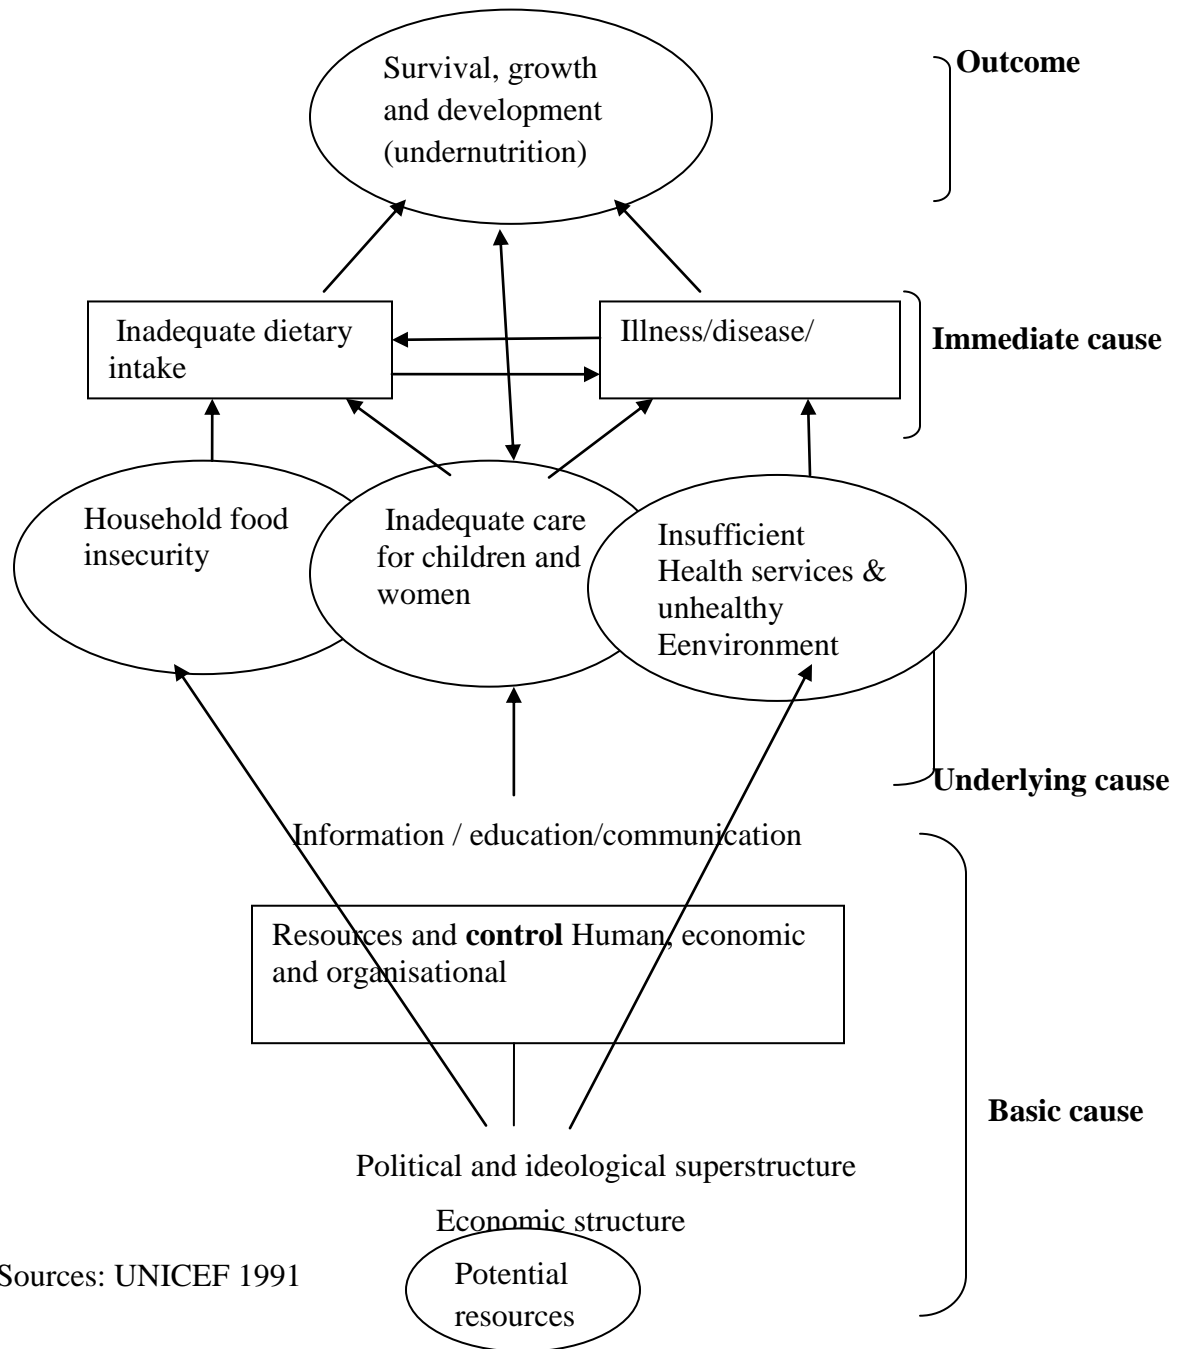 Survival, growth
and development
(undernutrition)
Outcome
Inadequate dietary
intake
Illness/disease/
Immediate cause
Household food
insecurity
Inadequate care
for children and
women
Insufficient
Health services &
unhealthy
Eenvironment
Underlying cause
Information / education/communication
Resources and control Human, economic
and organisational
Basic cause
Political and ideological superstructure
Economic structure
Potential
resources
Sources: UNICEF 1991